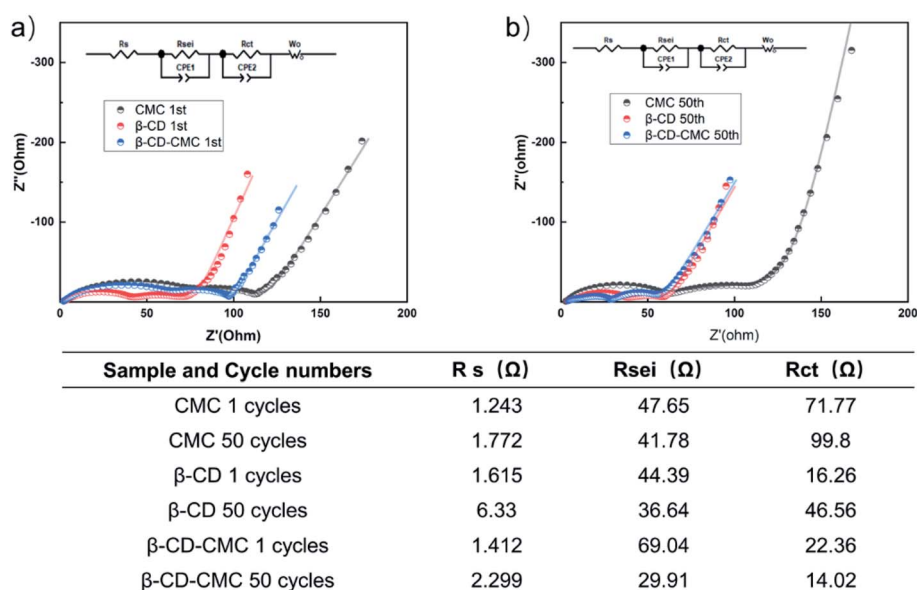 a)
Rs Rsei Rct Wo
CPE1 CPE2
CMC 1st
β-CD 1st
β-CD-CMC 1st
-300
-200
-100
0
Z''(Ohm)
0 50 100 150 200
Z'(Ohm)
b)
Rs Rsei Rct Wo
CPE1 CPE2
CMC 50th
β-CD 50th
β-CD-CMC 50th
-300
-200
-100
0
Z''(ohm)
0 50 100 150 200
Z'(ohm)
Sample and Cycle numbers R s（Ω） Rsei（Ω） Rct（Ω）
CMC 1 cycles 1.243 47.65 71.77
CMC 50 cycles 1.772 41.78 99.8
β-CD 1 cycles 1.615 44.39 16.26
β-CD 50 cycles 6.33 36.64 46.56
β-CD-CMC 1 cycles 1.412 69.04 22.36
β-CD-CMC 50 cycles 2.299 29.91 14.02